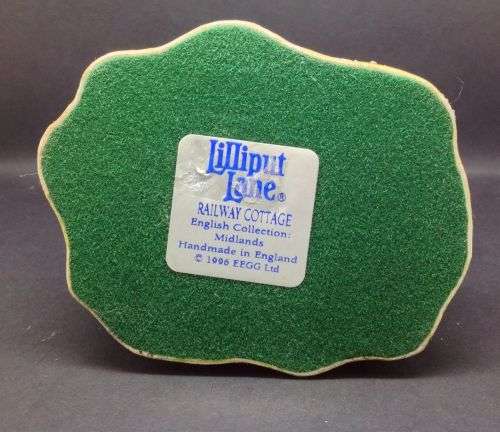 Lilliput
Lane®
RAILWAY COTTAGE
English Collection:
Midlands
Handmade in England
© 1996 EEGG Ltd